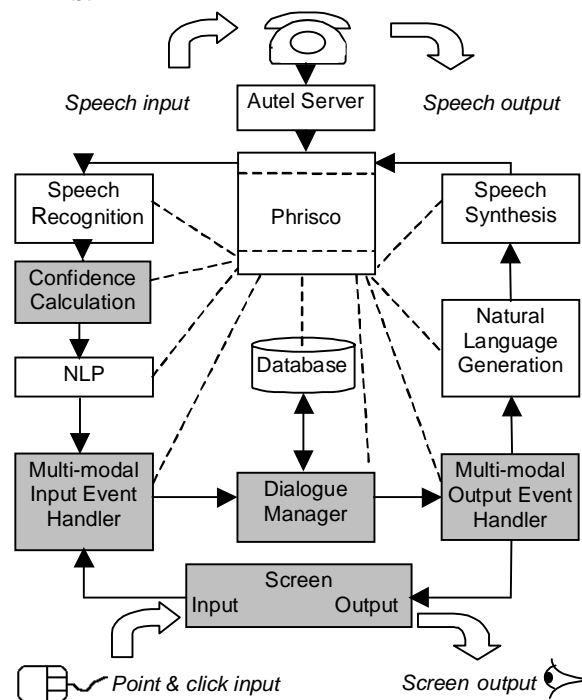 Speech input
Autel Server
Speech output
Speech
Recognition
Phrisco
Speech
Synthesis
Confidence
Calculation
NLP
Database
Natural
Language
Generation
Multi-modal
Input Event
Handler
Dialogue
Manager
Multi-modal
Output Event
Handler
Screen
Input
Output
Point & click input
Screen output